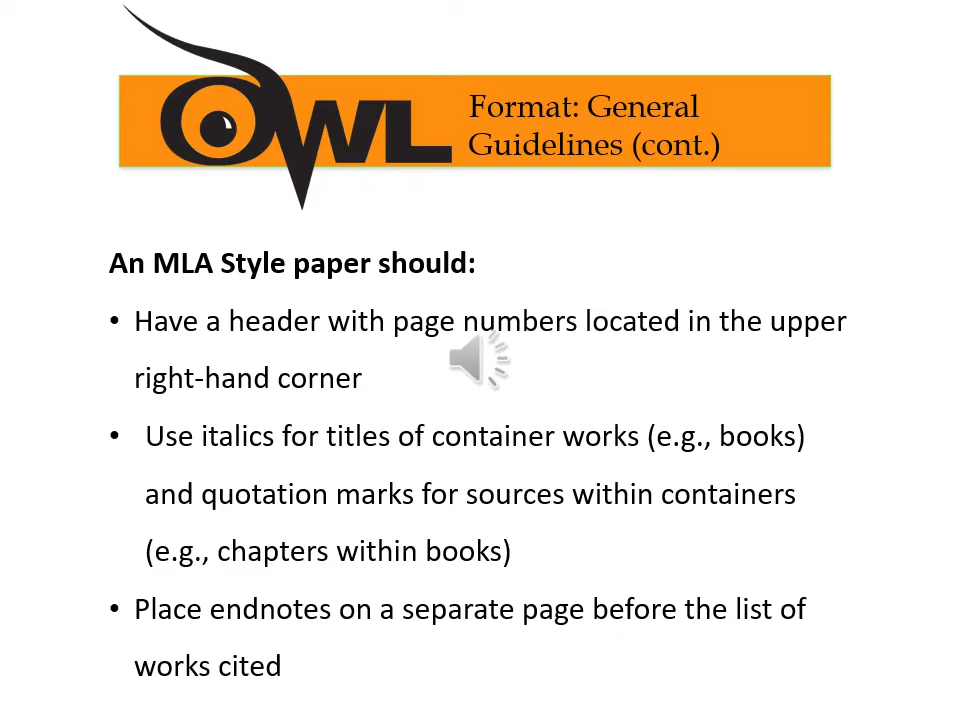 OWL
Format: General
Guidelines (cont.)
An MLA Style paper should:
• Have a header with page numbers located in the upper
right-hand corner
• Use italics for titles of container works (e.g., books)
and quotation marks for sources within containers
(e.g., chapters within books)
• Place endnotes on a separate page before the list of
works cited